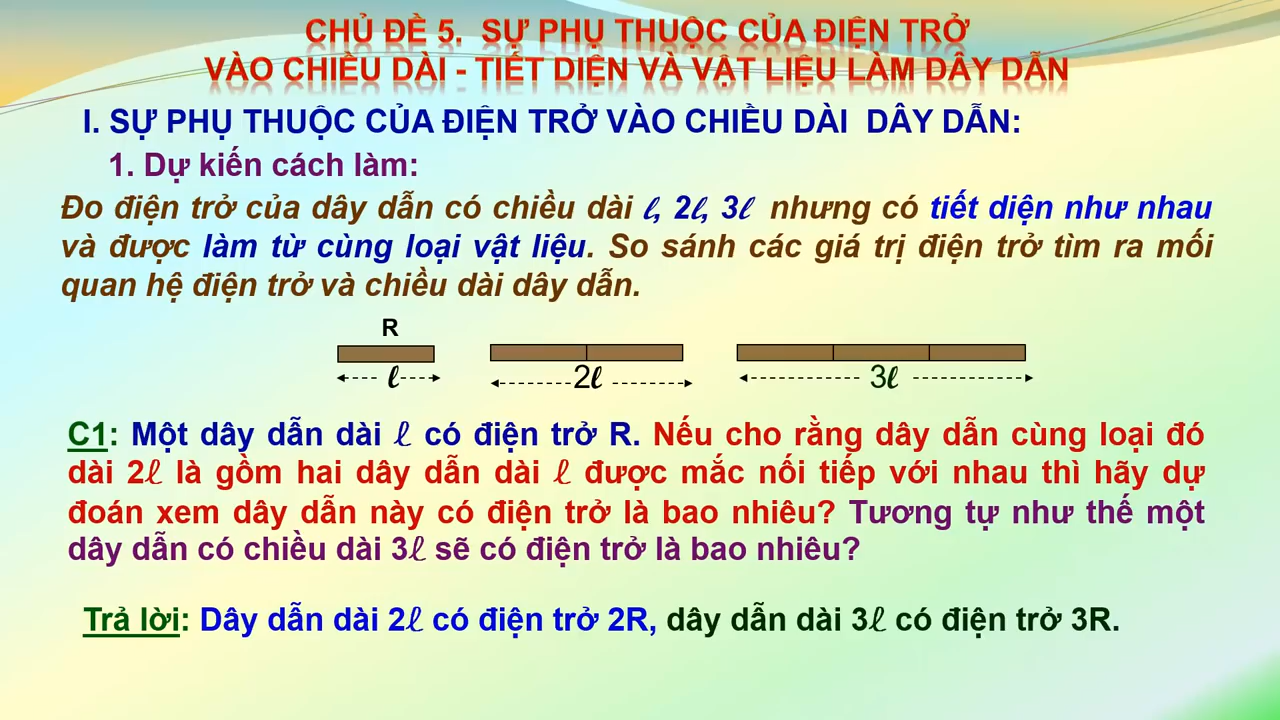 CHỦ ĐỀ 5. SỰ PHỤ THUỘC CỦA ĐIỆN TRỞ
VÀO CHIỀU DÀI - TIẾT DIỆN VÀ VẬT LIỆU LÀM DÂY DẪN
I. SỰ PHỤ THUỘC CỦA ĐIỆN TRỞ VÀO CHIỀU DÀI DÂY DẪN:
1. Dự kiến cách làm:
Đo điện trở của dây dẫn có chiều dài ℓ, 2ℓ, 3ℓ nhưng có tiết diện như nhau
và được làm từ cùng loại vật liệu. So sánh các giá trị điện trở tìm ra mối
quan hệ điện trở và chiều dài dây dẫn.
R
ℓ 2ℓ 3ℓ
C1: Một dây dẫn dài ℓ có điện trở R. Nếu cho rằng dây dẫn cùng loại đó
dài 2ℓ là gồm hai dây dẫn dài ℓ được mắc nối tiếp với nhau thì hãy dự
đoán xem dây dẫn này có điện trở là bao nhiêu? Tương tự như thế một
dây dẫn có chiều dài 3ℓ sẽ có điện trở là bao nhiêu?
Trả lời: Dây dẫn dài 2ℓ có điện trở 2R, dây dẫn dài 3ℓ có điện trở 3R.